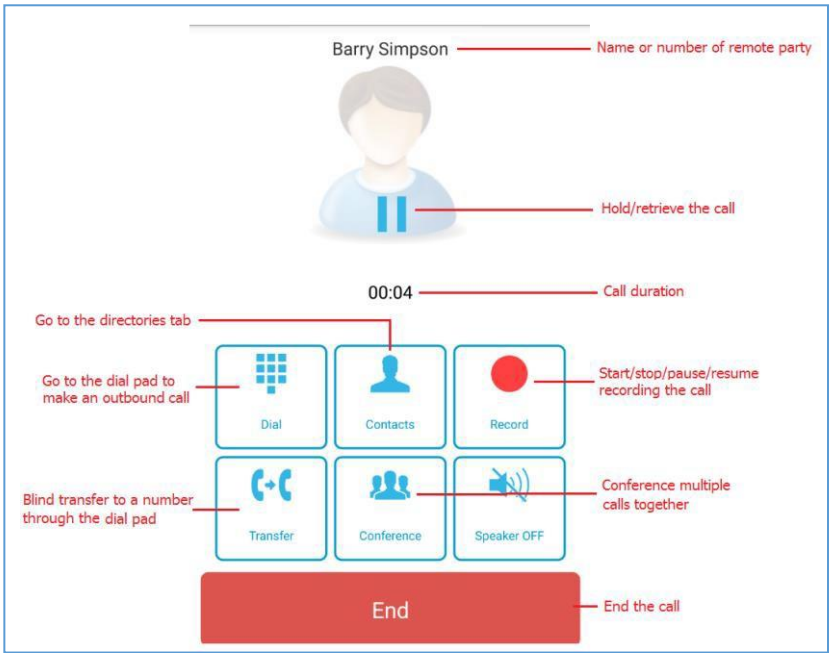 Barry Simpson
Name or number of remote party
Hold/retrieve the call
00:04
Call duration
Go to the directories tab
Go to the dial pad to
make an outbound call
Dial
Contacts
Record
Start/stop/pause/resume
recording the call
Blind transfer to a number
through the dial pad
Transfer
Conference
Speaker OFF
Conference multiple
calls together
End
End the call